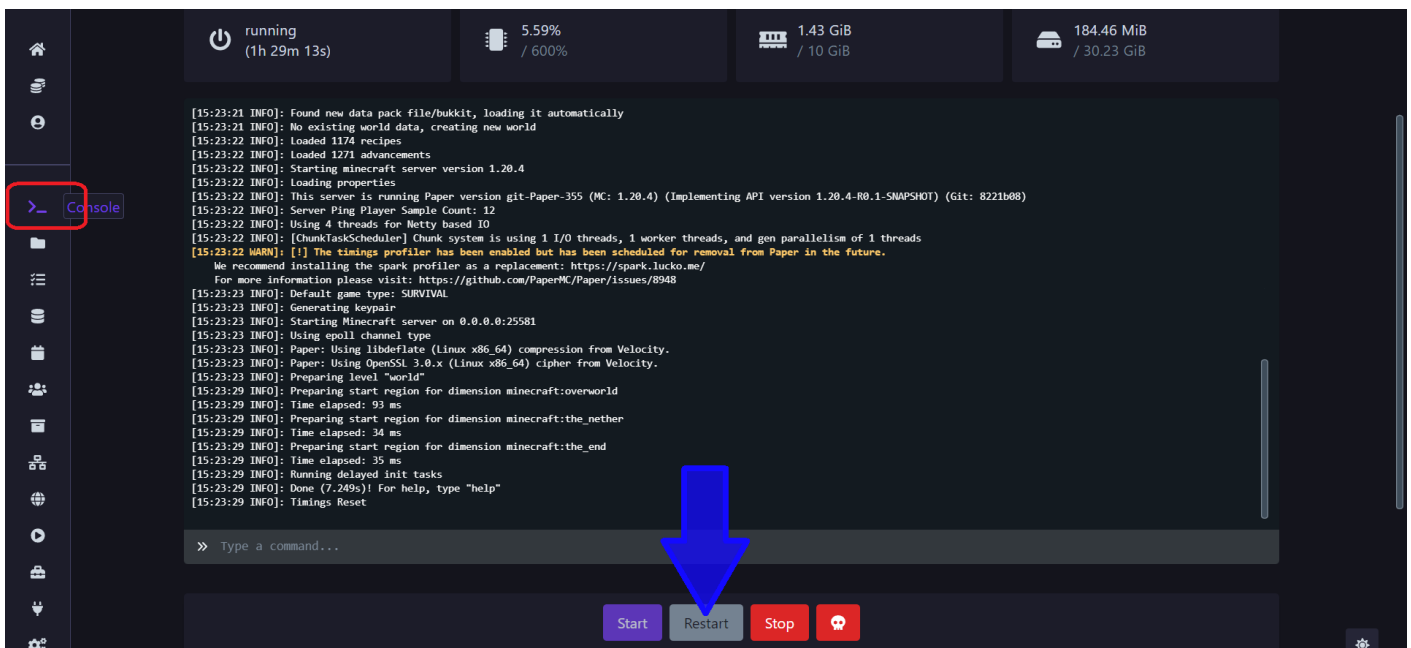 running
(1h 29m 13s)
5.59%
/ 600%
1.43 GiB
/ 10 GiB
184.46 MiB
/ 30.23 GiB
[15:23:21 INFO]: Found new data pack file/bukkit, loading it automatically
[15:23:21 INFO]: No existing world data, creating new world
[15:23:22 INFO]: Loaded 1174 recipes
[15:23:22 INFO]: Loaded 1271 advancements
[15:23:22 INFO]: Starting minecraft server version 1.20.4
[15:23:22 INFO]: Loading properties
[15:23:22 INFO]: This server is running Paper version git-Paper-355 (MC: 1.20.4) (Implementing API version 1.20.4-R0.1-SNAPSHOT) (Git: 8221b08)
[15:23:22 INFO]: Server Ping Player Sample Count: 12
[15:23:22 INFO]: Using 4 threads for Netty based IO
[15:23:22 INFO]: [ChunkTaskScheduler] Chunk system is using 1 I/O threads, 1 worker threads, and gen parallelism of 1 threads
[15:23:22 WARN]: [!] The timings profiler has been enabled but has been scheduled for removal from Paper in the future.
We recommend installing the spark profiler as a replacement: https://spark.lucko.me/
For more information please visit: https://github.com/PaperMC/Paper/issues/8948
[15:23:23 INFO]: Default game type: SURVIVAL
[15:23:23 INFO]: Generating keypair
[15:23:23 INFO]: Starting Minecraft server on 0.0.0.0:25581
[15:23:23 INFO]: Using epoll channel type
[15:23:23 INFO]: Paper: Using libdeflate (Linux x86_64) compression from Velocity.
[15:23:23 INFO]: Paper: Using OpenSSL 3.0.x (Linux x86_64) cipher from Velocity.
[15:23:23 INFO]: Preparing level "world"
[15:23:29 INFO]: Preparing start region for dimension minecraft:overworld
[15:23:29 INFO]: Time elapsed: 93 ms
[15:23:29 INFO]: Preparing start region for dimension minecraft:the_nether
[15:23:29 INFO]: Time elapsed: 34 ms
[15:23:29 INFO]: Preparing start region for dimension minecraft:the_end
[15:23:29 INFO]: Time elapsed: 35 ms
[15:23:29 INFO]: Running delayed init tasks
[15:23:29 INFO]: Done (7.249s)! For help, type "help"
[15:23:29 INFO]: Timings Reset
Console
» Type a command...
Start
Restart
Stop